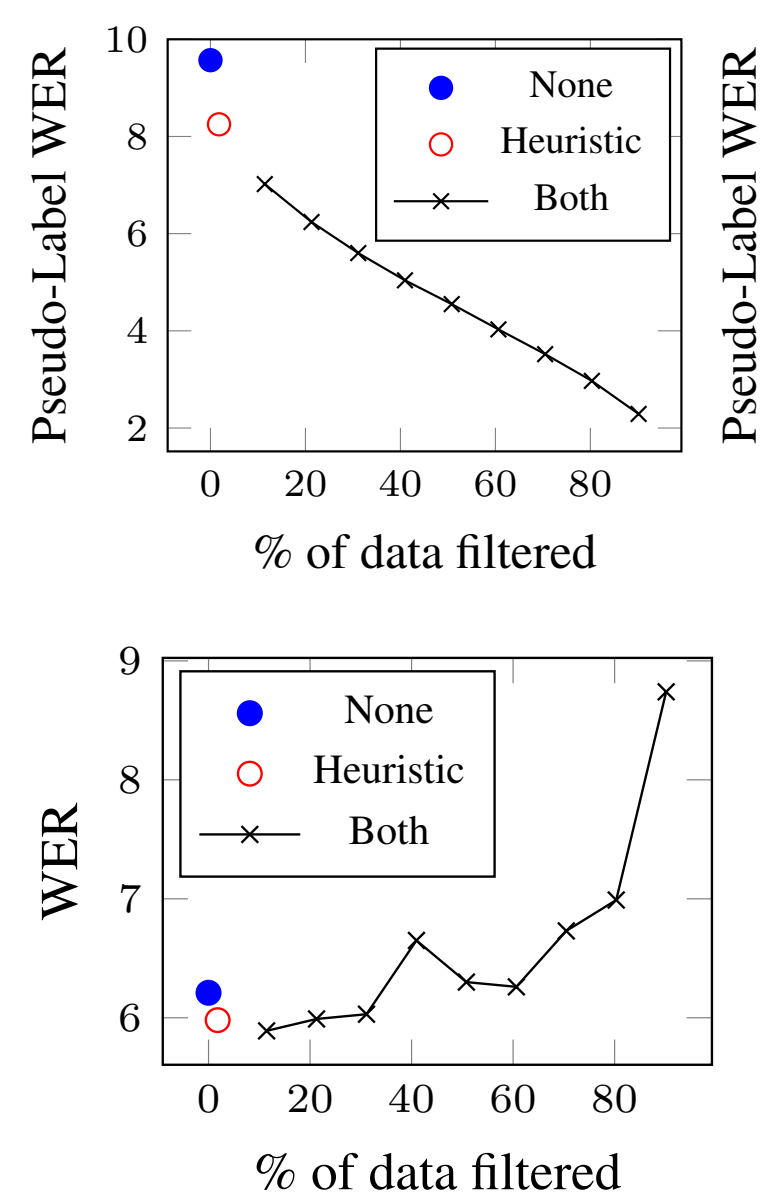 10
8
6
4
2
Pseudo-Label WER
None
Heuristic
Both
0 20 40 60 80
% of data filtered
Pseudo-Label WER
9
8
7
6
WER
None
Heuristic
Both
0 20 40 60 80
% of data filtered